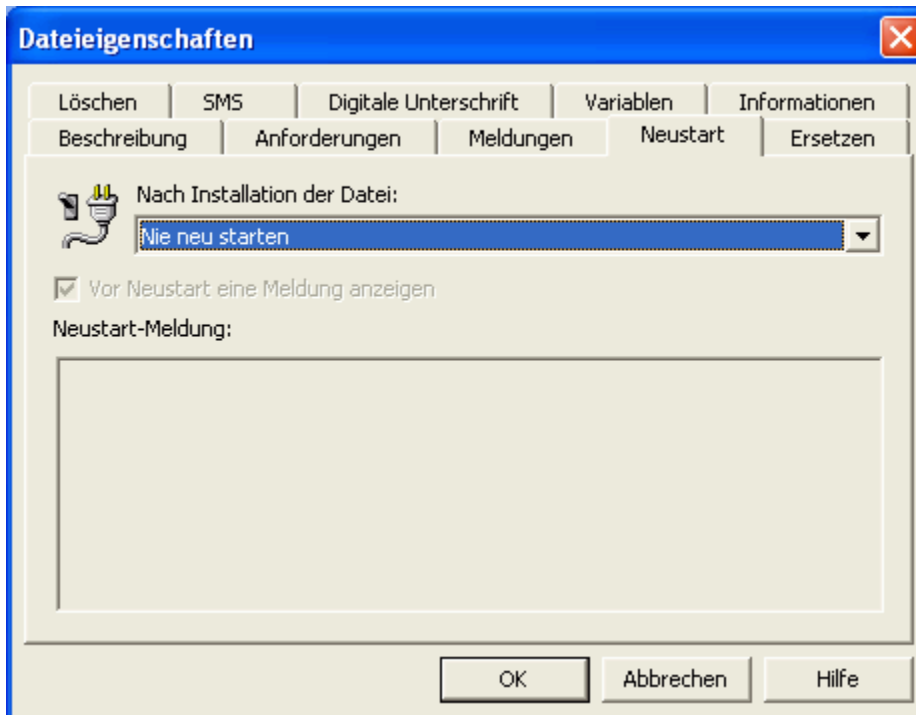 Dateieigenschaften
Löschen SMS Digitale Unterschrift Variablen Informationen
Beschreibung Anforderungen Meldungen Neustart Ersetzen
Nach Installation der Datei:
Nie neu starten
Vor Neustart eine Meldung anzeigen
Neustart-Meldung:
OK Abbrechen Hilfe